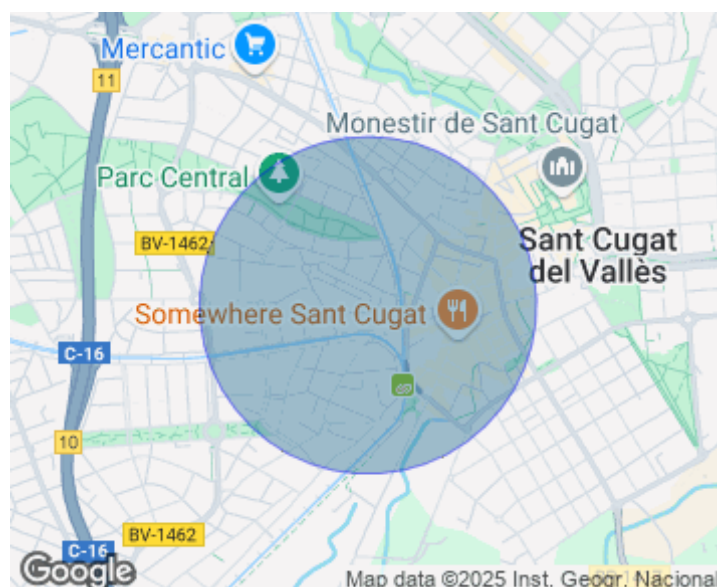 Mercantic
11
Monestir de Sant Cugat
Parc Central
BV-1462
Sant Cugat
del Vallès
Somewhere Sant Cugat
C-16
10
BV-1462
C-16
Google
Map data ©2025 Inst. Geogr. Nacional